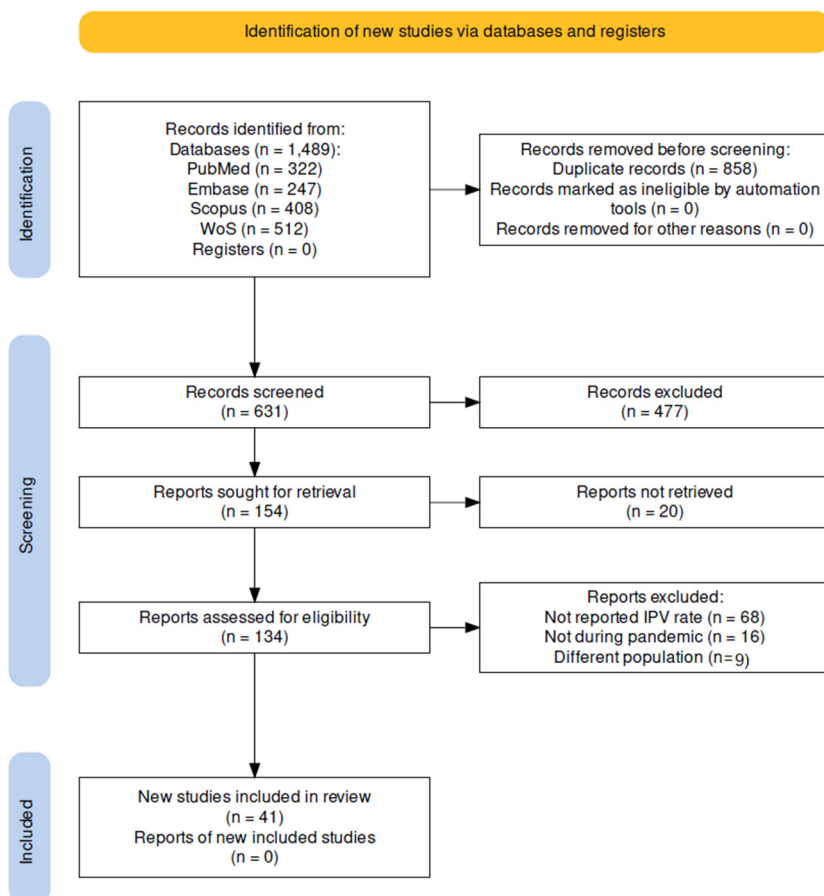 Identification of new studies via databases and registers
Identification
Records identified from:
Databases (n = 1,489):
PubMed (n = 322)
Embase (n = 247)
Scopus (n = 408)
WoS (n = 512)
Registers (n = 0)
Records removed before screening:
Duplicate records (n = 858)
Records marked as ineligible by automation
tools (n = 0)
Records removed for other reasons (n = 0)
Screening
Records screened
(n = 631)
Records excluded
(n = 477)
Reports sought for retrieval
(n = 154)
Reports not retrieved
(n = 20)
Reports assessed for eligibility
(n = 134)
Reports excluded:
Not reported IPV rate (n = 68)
Not during pandemic (n = 16)
Different population (n=9)
Included
New studies included in review
(n = 41)
Reports of new included studies
(n = 0)